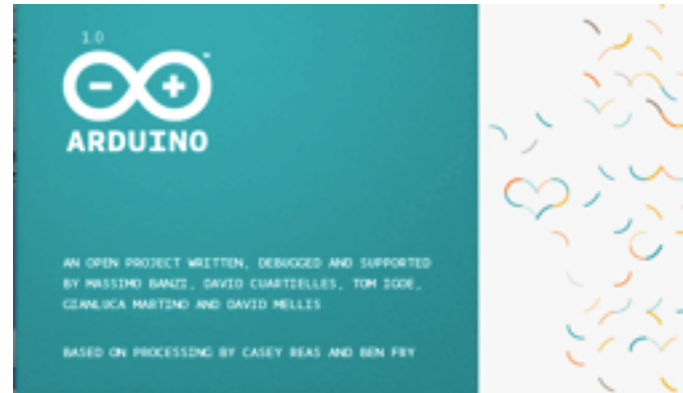 1.0
ARDUINO
AN OPEN PROJECT WRITTEN, DEBUGGED AND SUPPORTED
BY MASSIMO BANZI, DAVID CUARTIELLES, TOM IGOE,
GIANLUCA MARTINO AND DAVID MELLIS
BASED ON PROCESSING BY CASEY REAS AND BEN FRY